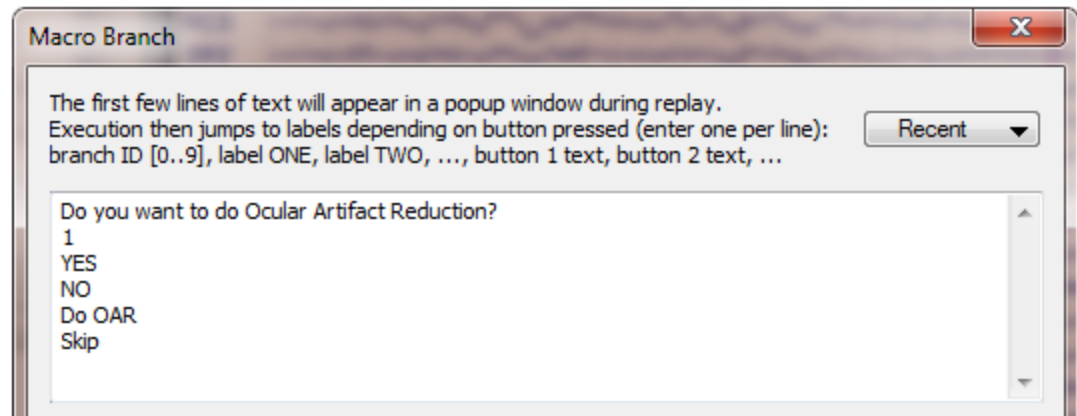 Macro Branch
The first few lines of text will appear in a popup window during replay.
Execution then jumps to labels depending on button pressed (enter one per line):
branch ID [0..9], label ONE, label TWO, ..., button 1 text, button 2 text, ...
Recent
Do you want to do Ocular Artifact Reduction?
1
YES
NO
Do OAR
Skip